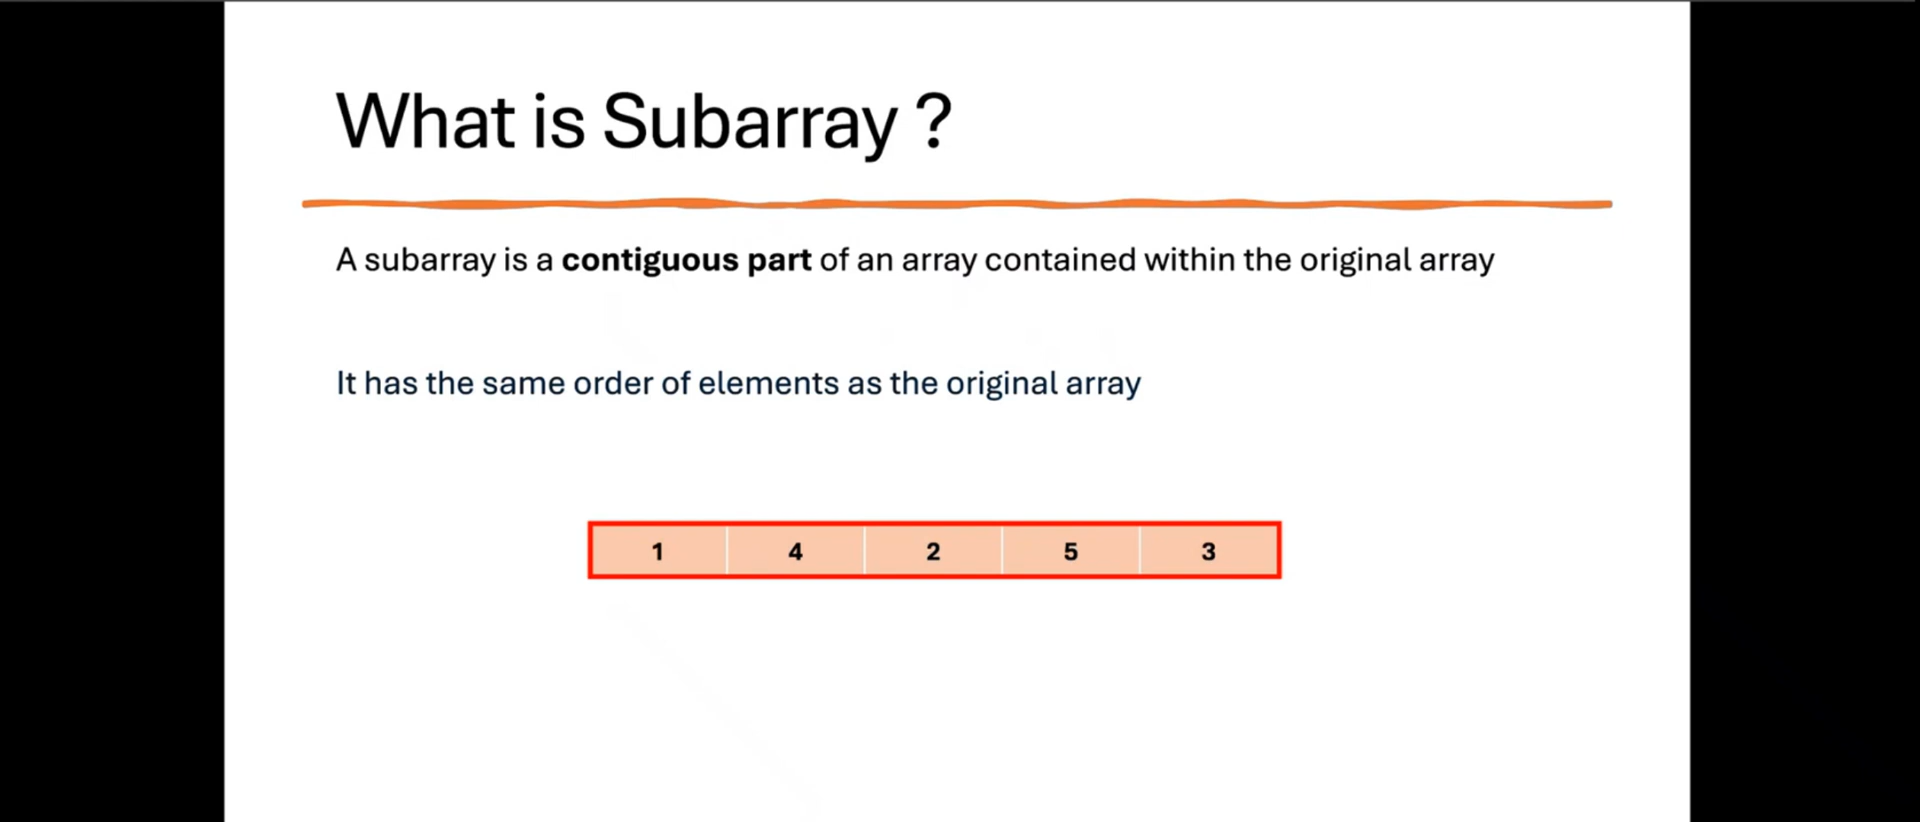 What is Subarray ?
A subarray is a contiguous part of an array contained within the original array
It has the same order of elements as the original array
1 4 2 5 3